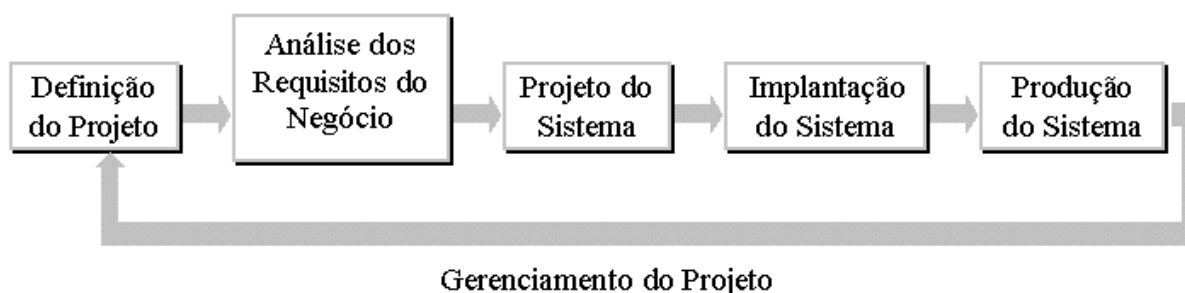 Definição
do Projeto
Análise dos
Requisitos do
Negócio
Projeto do
Sistema
Implantação
do Sistema
Produção
do Sistema
Gerenciamento do Projeto